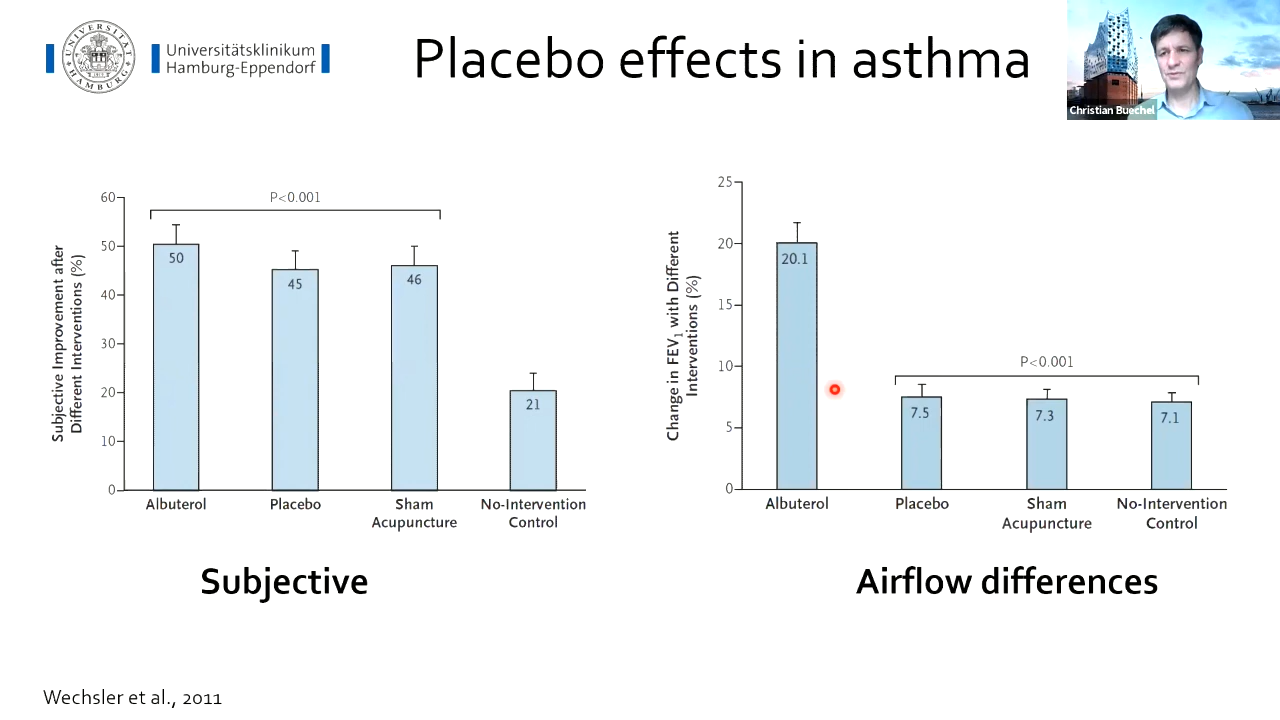 UNIVERSITÄT
HAMBURG
Universitätsklinikum
Hamburg-Eppendorf
Placebo effects in asthma
Christian Buechel
Subjective Improvement after
Different Interventions (%)
60
50
40
30
20
10
0
P<0.001
50
45
46
21
Albuterol
Placebo
Sham
Acupuncture
No-Intervention
Control
Subjective
Change in FEV₁ with Different
Interventions (%)
25
20
15
10
5
0
P<0.001
20.1
7.5
7.3
7.1
Albuterol
Placebo
Sham
Acupuncture
No-Intervention
Control
Airflow differences
Wechsler et al., 2011